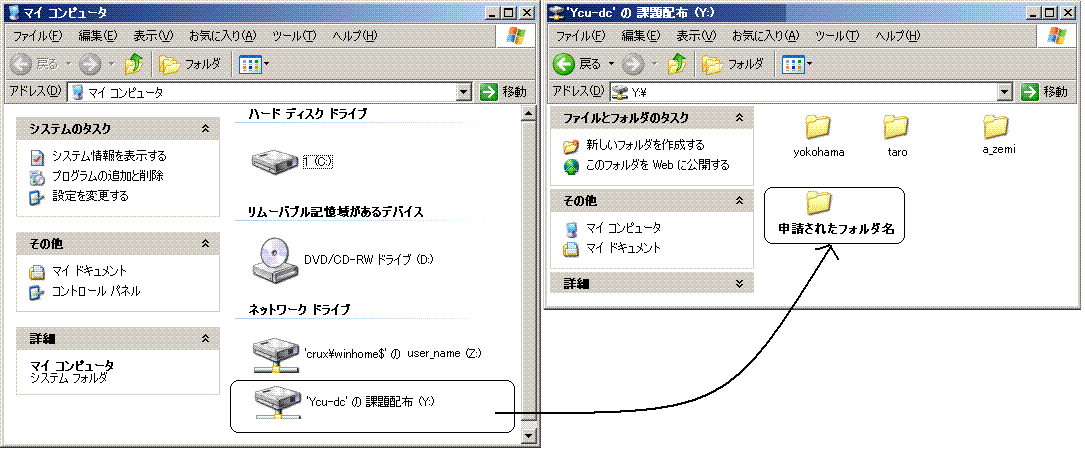 マイ コンピュータ
ファイル(F) 編集(E) 表示(V) お気に入り(A) ツール(T) ヘルプ(H)
戻る フォルダ
アドレス(D) マイ コンピュータ 移動
システムのタスク
システム情報を表示する
プログラムの追加と削除
設定を変更する
その他
マイ ドキュメント
コントロール パネル
詳細
マイ コンピュータ
システム フォルダ
ハード ディスク ドライブ
1 (C:)
リムーバブル記憶域があるデバイス
DVD/CD-RW ドライブ (D:)
ネットワーク ドライブ
'crux¥winhome$' の user_name (Z:)
'Ycu-dc' の 課題配布 (Y:)
'Ycu-dc' の 課題配布 (Y:)
ファイル(F) 編集(E) 表示(V) お気に入り(A) ツール(T) ヘルプ(H)
戻る フォルダ
アドレス(D) Y:¥ 移動
ファイルとフォルダのタスク
新しいフォルダを作成する
このフォルダを Web に公開する
その他
マイ コンピュータ
マイ ドキュメント
詳細
yokohama taro a_zemi
申請されたフォルダ名